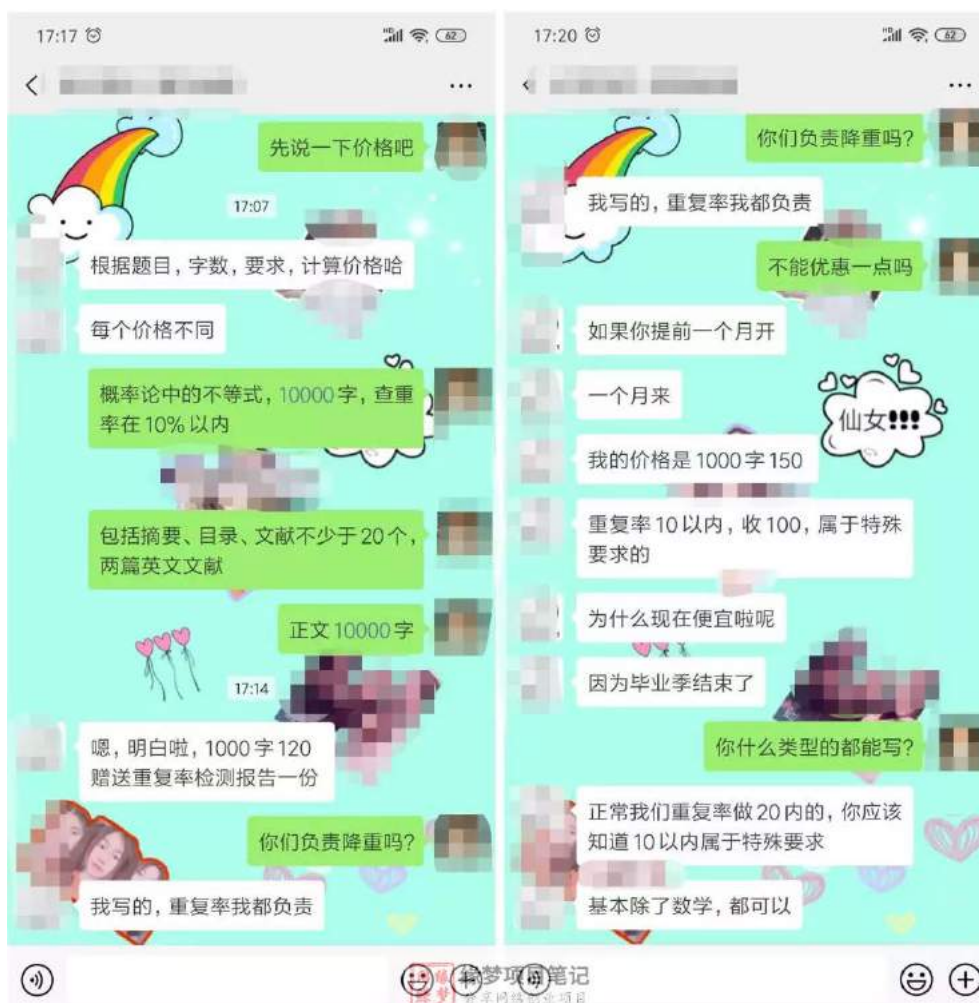 17:17
HD
62
先说一下价格吧
17:07
根据题目，字数，要求，计算价格哈
每个价格不同
概率论中的不等式，10000字，查重
率在10%以内
包括摘要、目录、文献不少于20个，
两篇英文文献
正文10000字
17:14
嗯，明白啦，1000字120
赠送重复率检测报告一份
你们负责降重吗？
我写的，重复率我都负责
17:20
HD
62
你们负责降重吗？
我写的，重复率我都负责
不能优惠一点吗
如果你提前一个月开
一个月来
仙女!!!
我的价格是1000字150
重复率10以内，收100，属于特殊
要求的
为什么现在便宜啦呢
因为毕业季结束了
你什么类型的都能写？
正常我们重复率做20内的，你应该
知道10以内属于特殊要求
基本除了数学，都可以
缘梦项目笔记